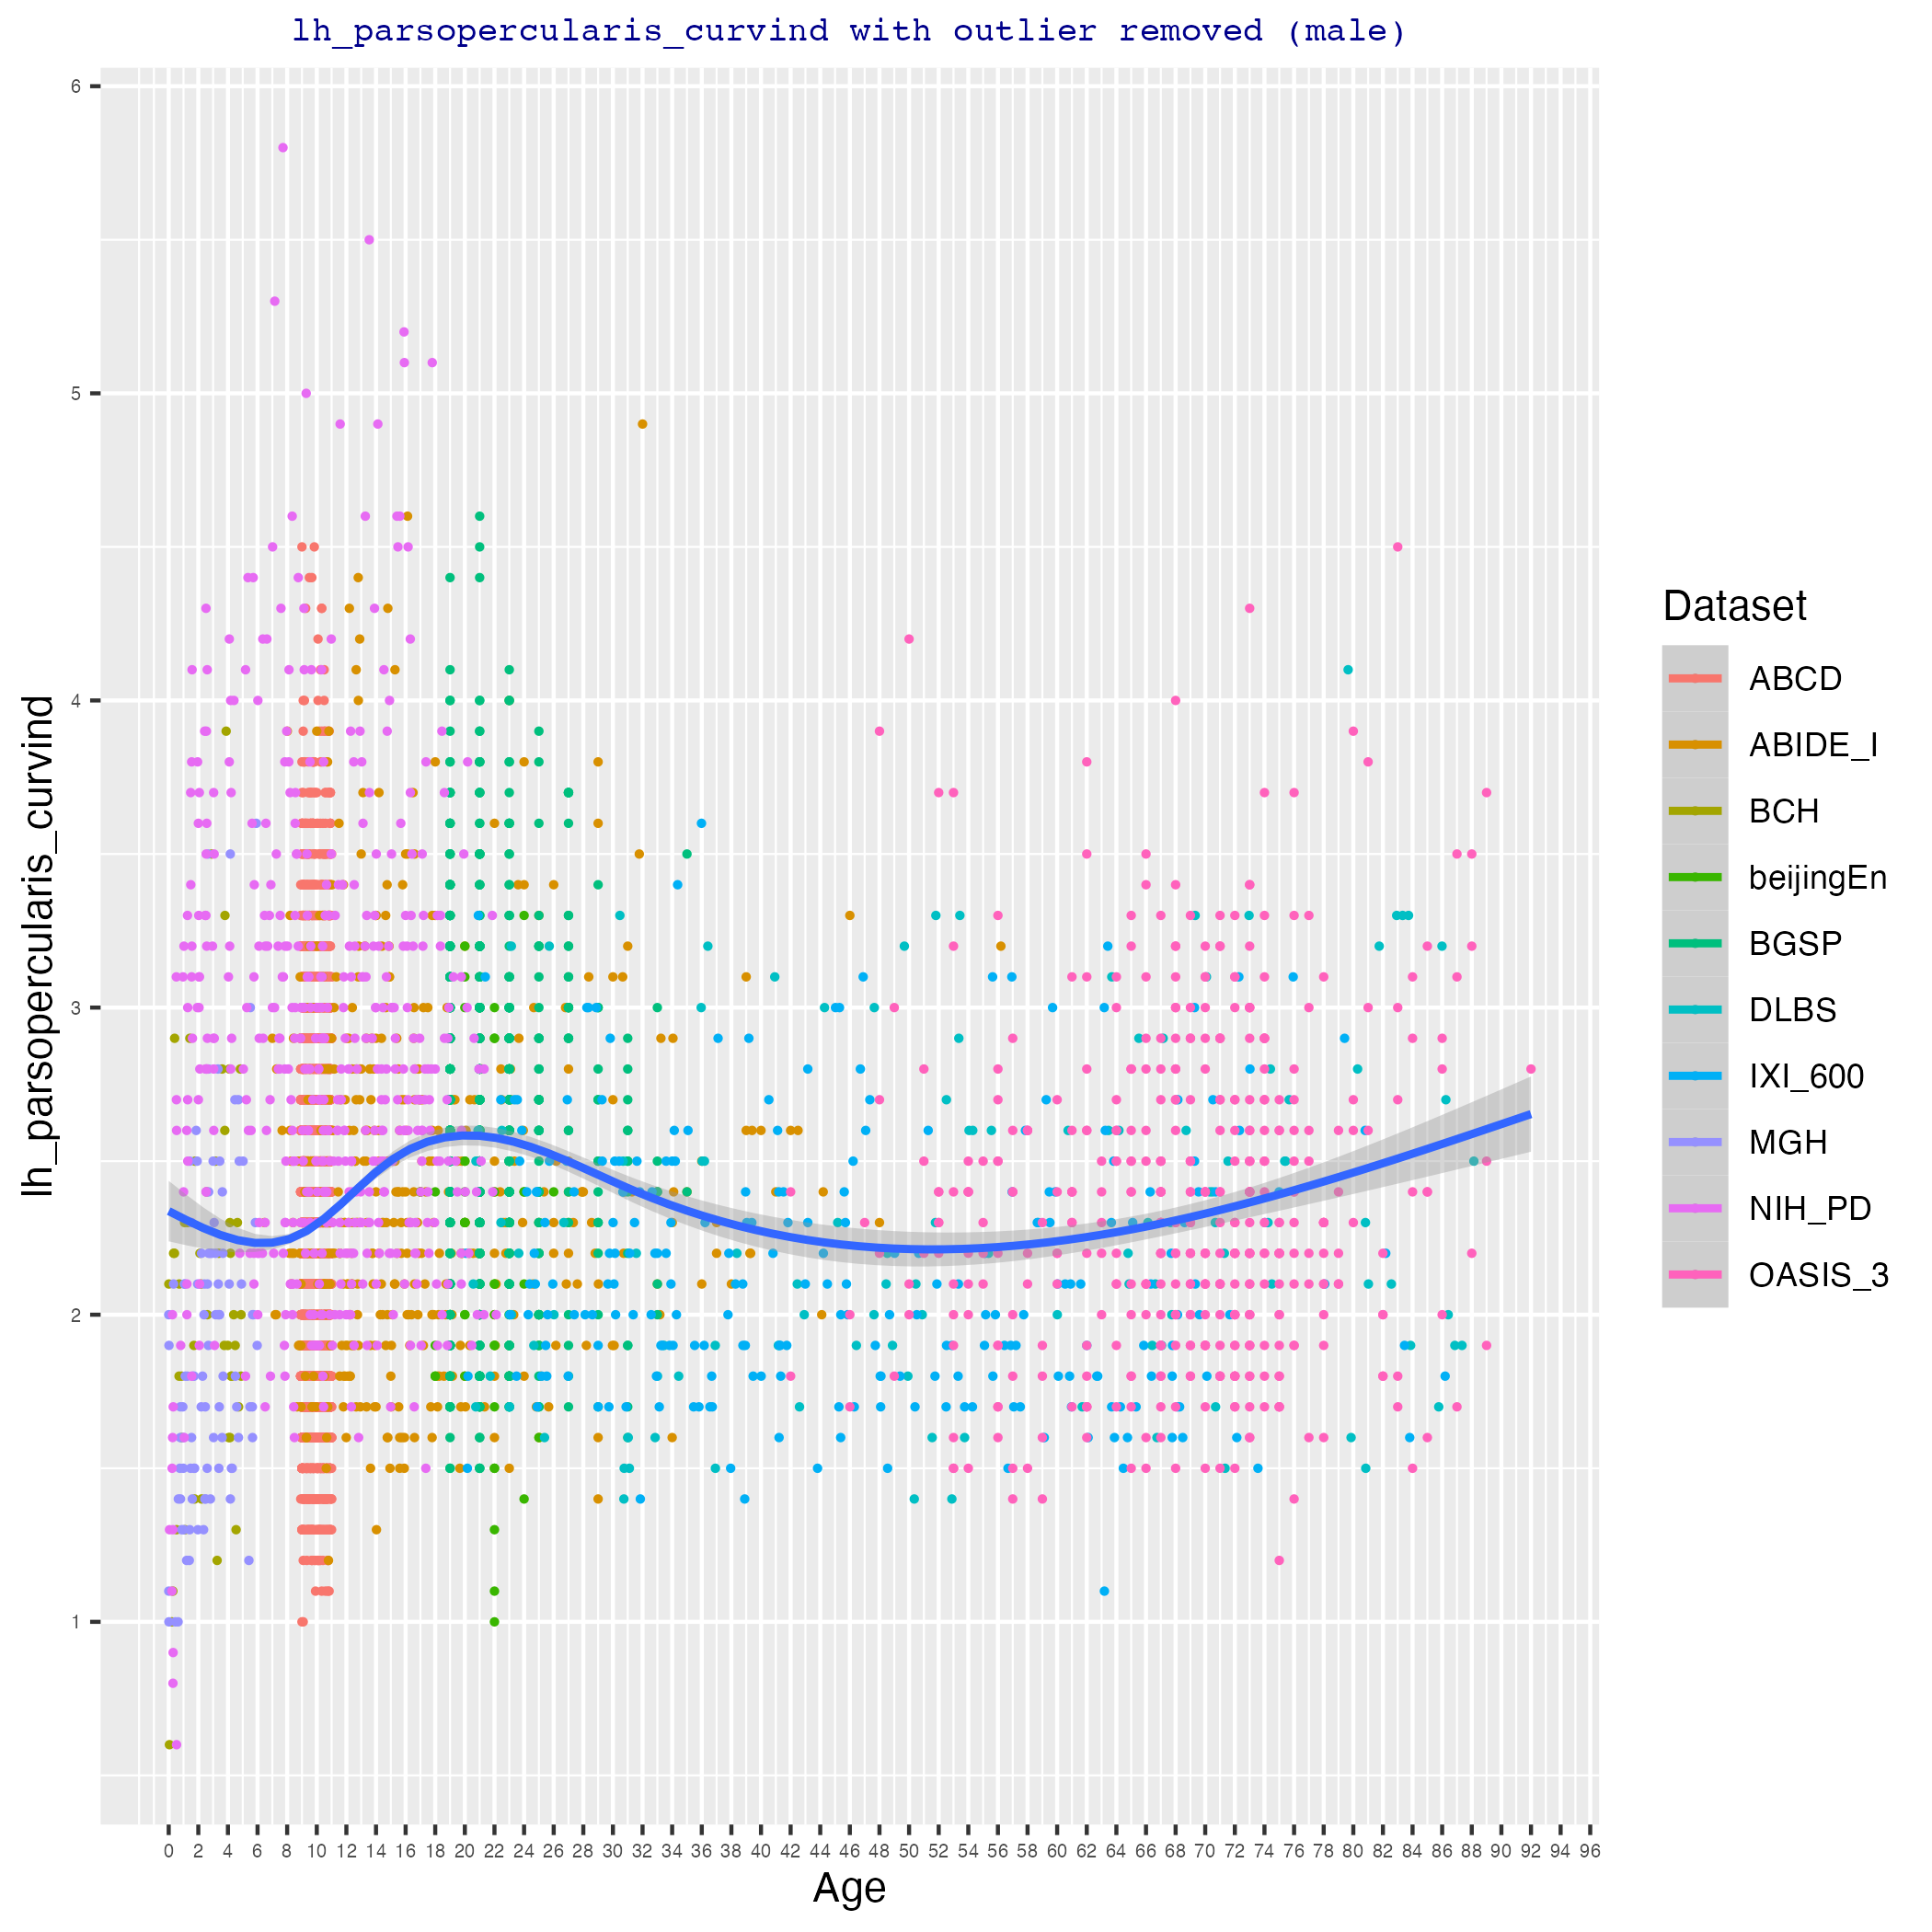 lh_parsopercularis_curvind with outlier removed (male)
6
5
4
3
2
1
lh_parsopercularis_curvind
0 2 4 6 8 10 12 14 16 18 20 22 24 26 28 30 32 34 36 38 40 42 44 46 48 50 52 54 56 58 60 62 64 66 68 70 72 74 76 78 80 82 84 86 88 90 92 94 96
Age
Dataset
ABCD
ABIDE_I
BCH
beijingEn
BGSP
DLBS
IXI_600
MGH
NIH_PD
OASIS_3